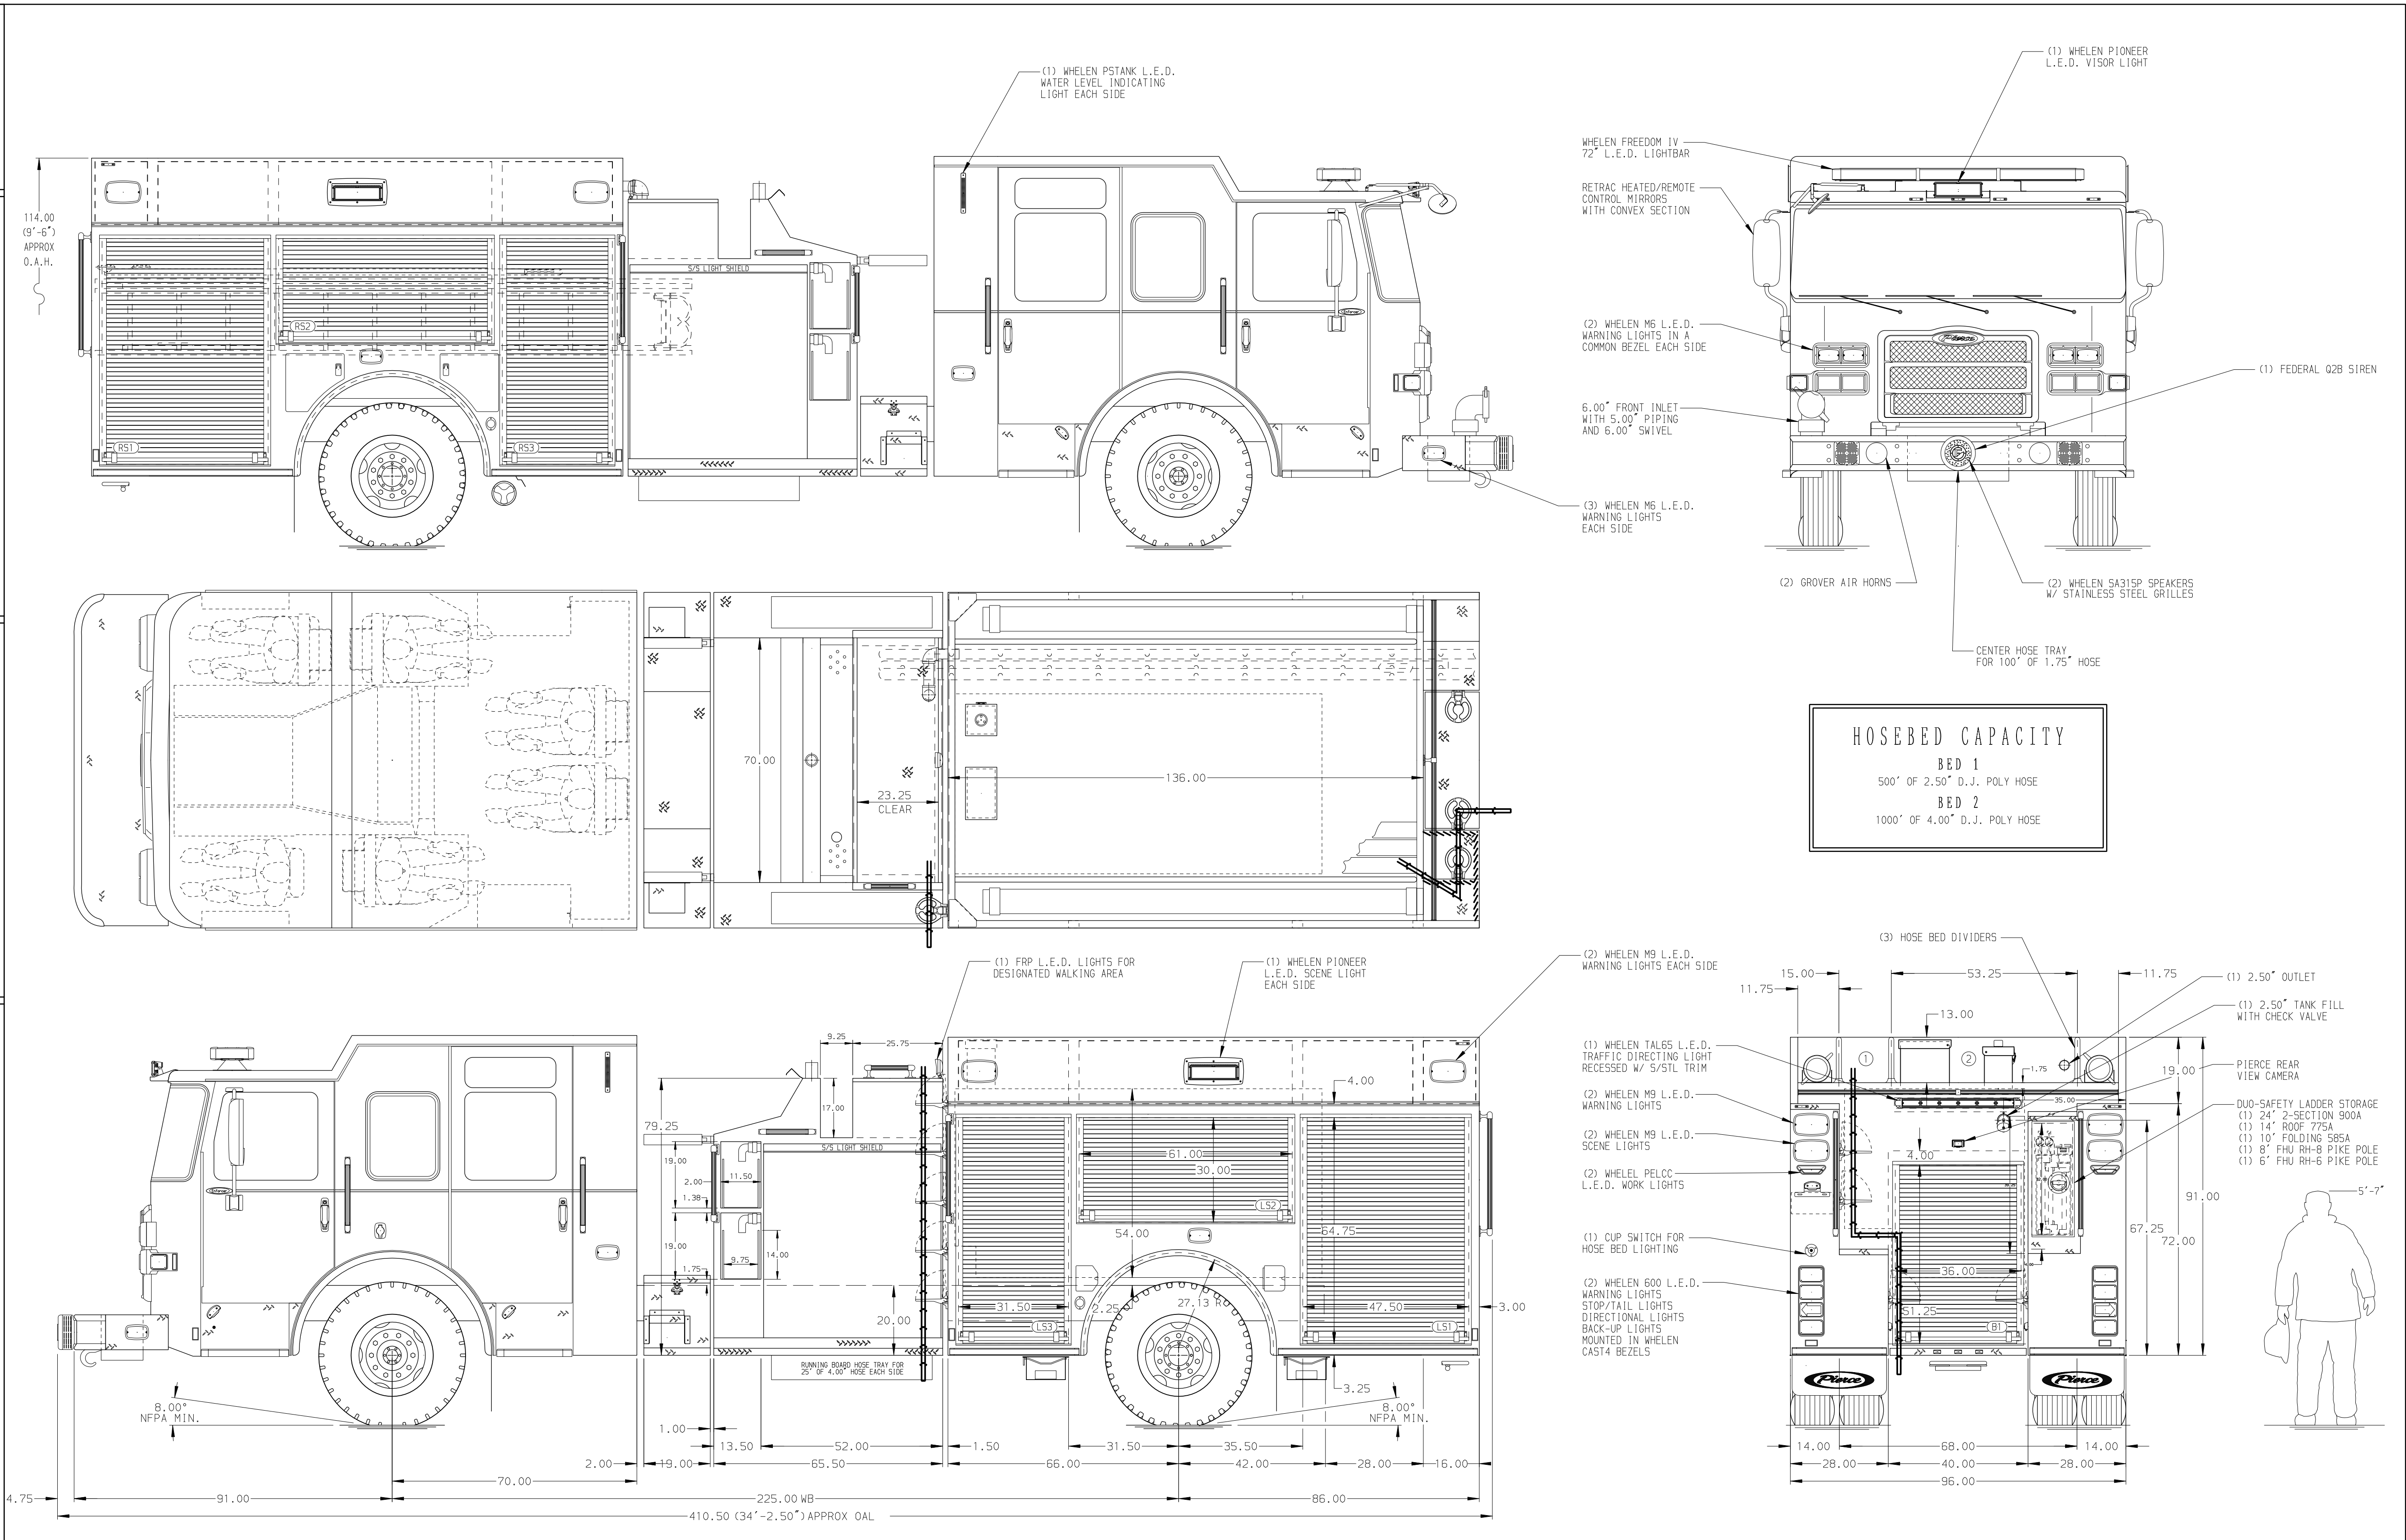 (1) WHELEN PSTANK L.E.D.
WATER LEVEL INDICATING
LIGHT EACH SIDE
(1) WHELEN PIONEER
L.E.D. VISOR LIGHT
114.00
(9'-6")
APPROX
O.A.H.
S/S LIGHT SHIELD
RS2
RS1
RS3
Enforcer
WHELEN FREEDOM IV
72" L.E.D. LIGHTBAR
RETRAC HEATED/REMOTE
CONTROL MIRRORS
WITH CONVEX SECTION
(2) WHELEN M6 L.E.D.
WARNING LIGHTS IN A
COMMON BEZEL EACH SIDE
6.00" FRONT INLET
WITH 5.00" PIPING
AND 6.00" SWIVEL
(3) WHELEN M6 L.E.D.
WARNING LIGHTS
EACH SIDE
Pierce
(1) FEDERAL Q2B SIREN
(2) GROVER AIR HORNS
(2) WHELEN SA315P SPEAKERS
W/ STAINLESS STEEL GRILLES
CENTER HOSE TRAY
FOR 100' OF 1.75" HOSE
70.00
23.25
CLEAR
136.00
HOSEBED CAPACITY
BED 1
500' OF 2.50" D.J. POLY HOSE
BED 2
1000' OF 4.00" D.J. POLY HOSE
(1) FRP L.E.D. LIGHTS FOR
DESIGNATED WALKING AREA
(1) WHELEN PIONEER
L.E.D. SCENE LIGHT
EACH SIDE
(2) WHELEN M9 L.E.D.
WARNING LIGHTS EACH SIDE
9.25
25.75
79.25
17.00
S/S LIGHT SHIELD
19.00
11.50
2.00
1.38
19.00
14.00
9.75
1.75
20.00
4.00
61.00
30.00
LS2
54.00
64.75
2.25
27.13 R
31.50
LS3
47.50
LS1
3.00
RUNNING BOARD HOSE TRAY FOR
25' OF 4.00" HOSE EACH SIDE
3.25
8.00°
NFPA MIN.
8.00°
NFPA MIN.
Enforcer
1.00
13.50
52.00
1.50
31.50
35.50
2.00
19.00
65.50
66.00
42.00
28.00
16.00
70.00
4.75
91.00
225.00 WB
86.00
410.50 (34'-2.50") APPROX OAL
(3) HOSE BED DIVIDERS
15.00
53.25
11.75
11.75
(1) 2.50" OUTLET
(1) 2.50" TANK FILL
WITH CHECK VALVE
13.00
1
2
(1) WHELEN TAL65 L.E.D.
TRAFFIC DIRECTING LIGHT
RECESSED W/ S/STL TRIM
1.75
19.00
PIERCE REAR
VIEW CAMERA
35.00
(2) WHELEN M9 L.E.D.
WARNING LIGHTS
DUO-SAFETY LADDER STORAGE
(1) 24' 2-SECTION 900A
(1) 14' ROOF 775A
(1) 10' FOLDING 585A
(1) 8' FHU RH-8 PIKE POLE
(1) 6' FHU RH-6 PIKE POLE
(2) WHELEN M9 L.E.D.
SCENE LIGHTS
4.00
(2) WHELEL PELCC
L.E.D. WORK LIGHTS
91.00
67.25
72.00
5'-7"
(1) CUP SWITCH FOR
HOSE BED LIGHTING
36.00
51.25
B1
(2) WHELEN 600 L.E.D.
WARNING LIGHTS
STOP/TAIL LIGHTS
DIRECTIONAL LIGHTS
BACK-UP LIGHTS
MOUNTED IN WHELEN
CAST4 BEZELS
Pierce
Pierce
14.00
68.00
14.00
28.00
40.00
28.00
96.00